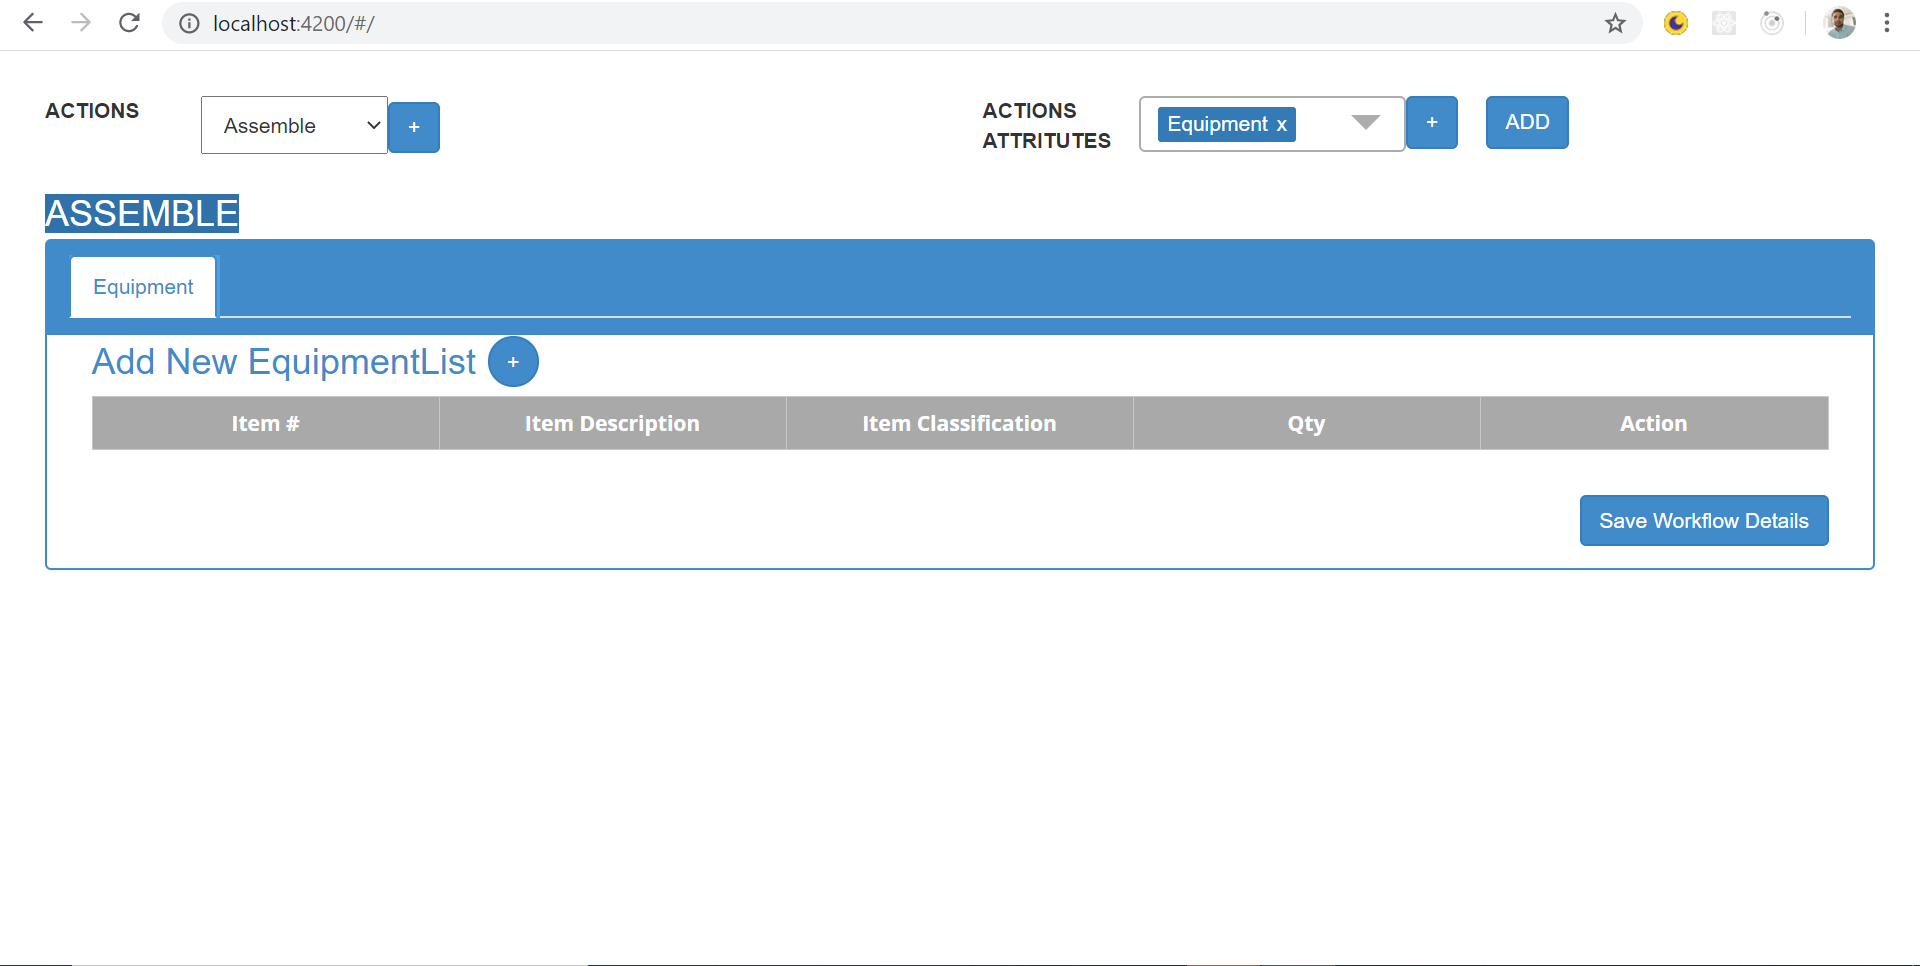 localhost:4200/#/
ACTIONS
Assemble
+
ACTIONS
ATTRITUTES
Equipment x
+
ADD
ASSEMBLE
Equipment
Add New EquipmentList +
Item # Item Description Item Classification Qty Action
Save Workflow Details